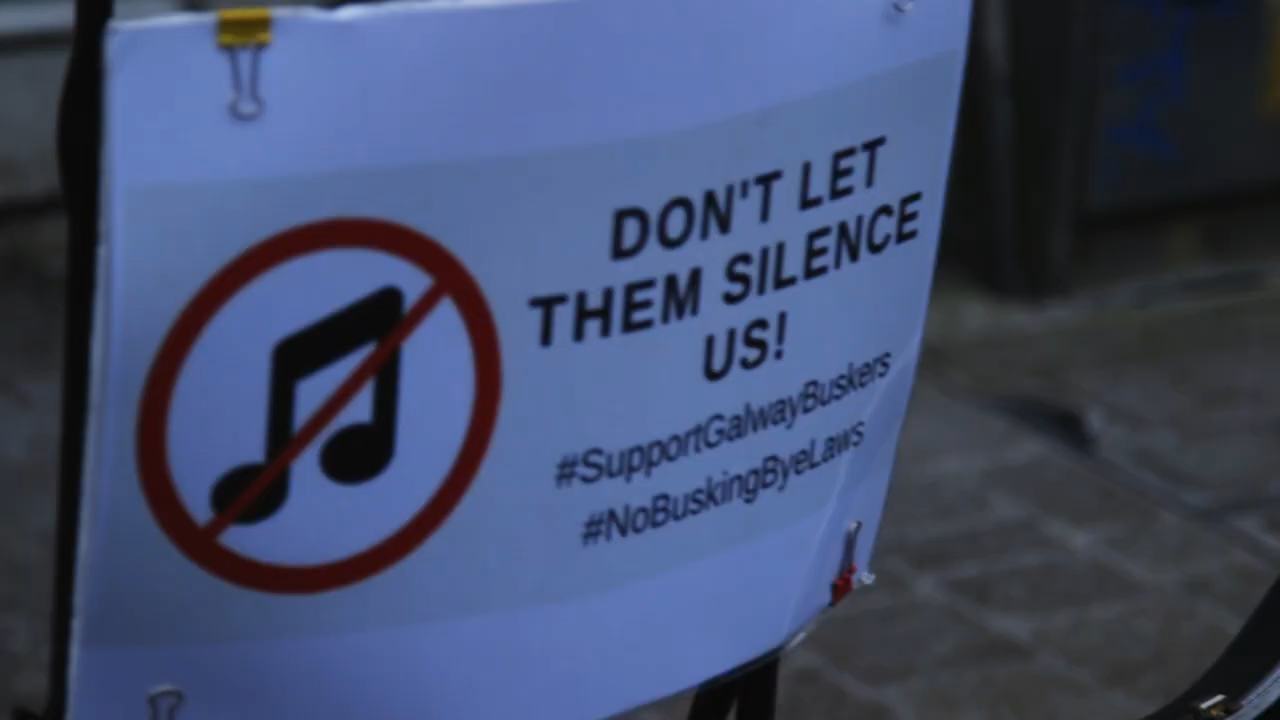 DON'T LET
THEM SILENCE
US!
#SupportGalwayBuskers
#NoBuskingByeLaws